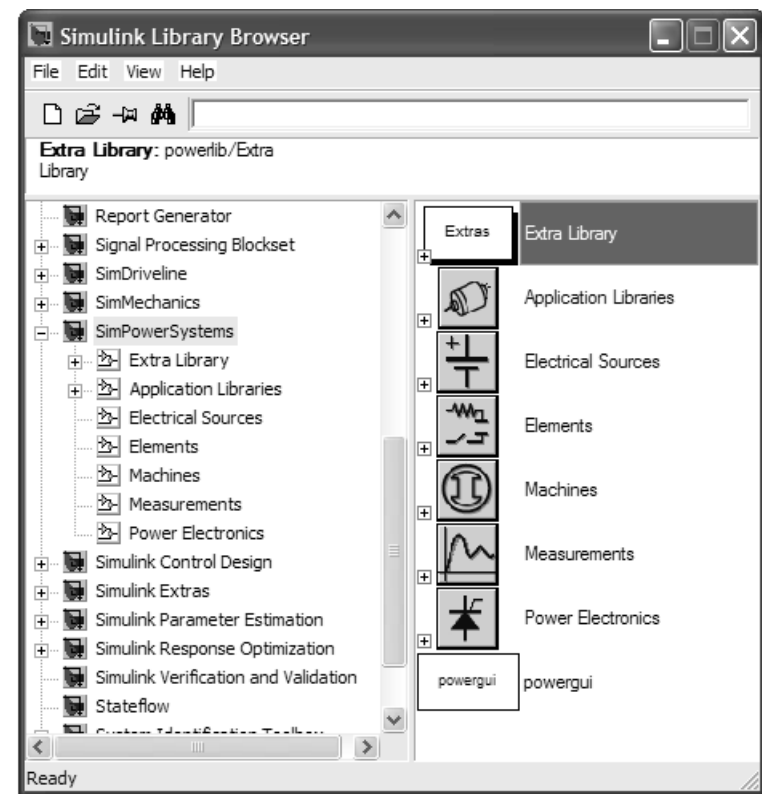 Simulink Library Browser
File Edit View Help
Extra Library: powerlib/Extra
Library
Report Generator
Signal Processing Blockset
SimDriveline
SimMechanics
SimPowerSystems
Extra Library
Application Libraries
Electrical Sources
Elements
Machines
Measurements
Power Electronics
Simulink Control Design
Simulink Extras
Simulink Parameter Estimation
Simulink Response Optimization
Simulink Verification and Validation
Stateflow
System Identification Toolbox
Extras Extra Library
Application Libraries
Electrical Sources
Elements
Machines
Measurements
Power Electronics
powergui powergui
Ready